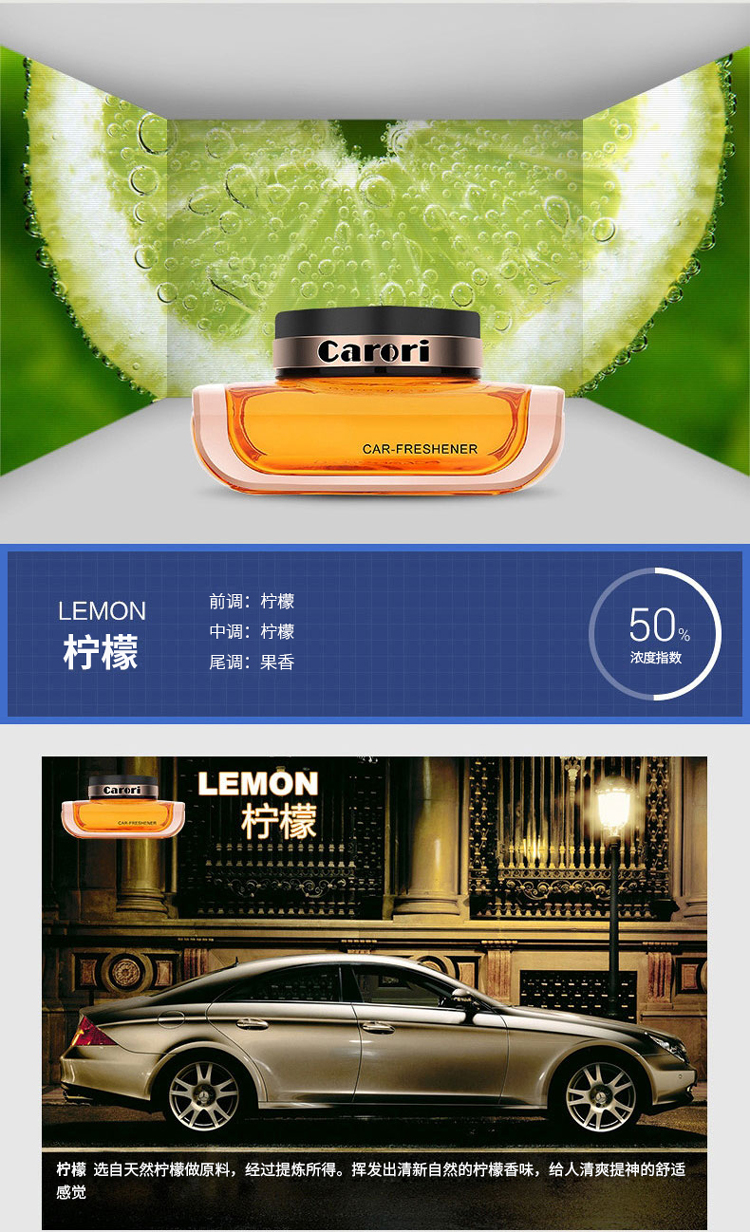 Carori
CAR-FRESHENER
LEMON
柠檬
前调：柠檬
中调：柠檬
尾调：果香
50%
浓度指数
Carori
CAR-FRESHENER
LEMON
柠檬
柠檬 选自天然柠檬做原料，经过提炼所得。挥发出清新自然的柠檬香味，给人清爽提神的舒适
感觉